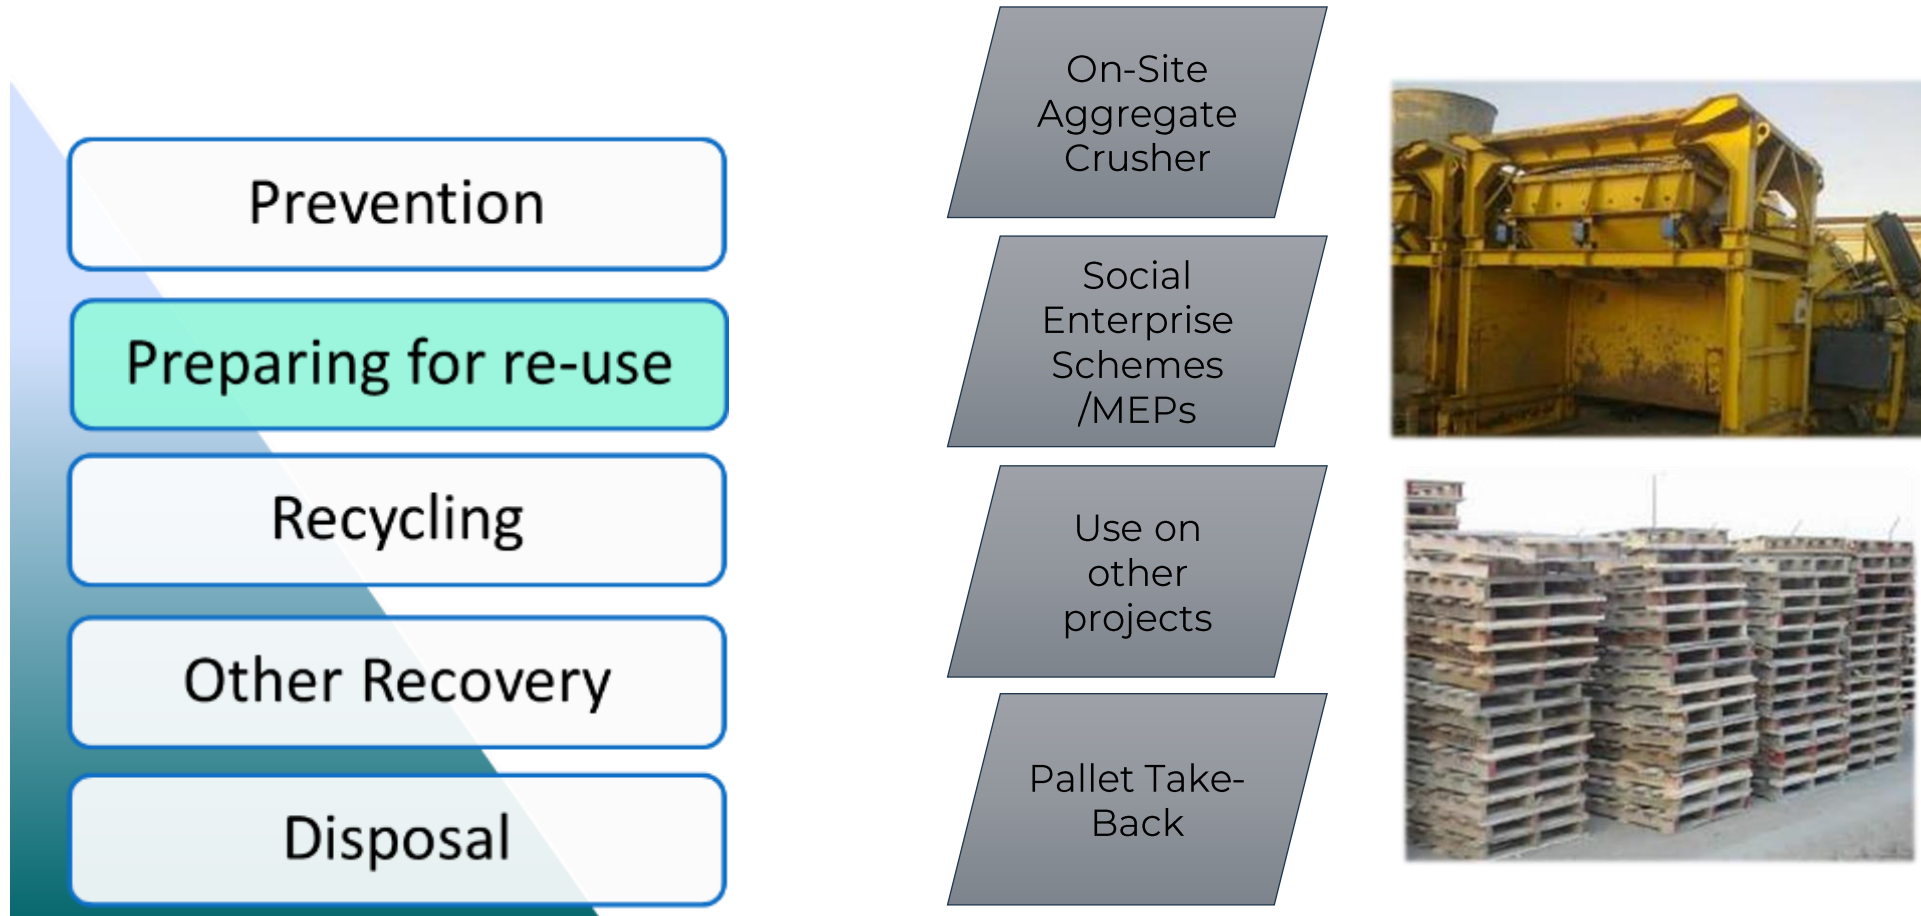 Prevention
Preparing for re-use
Recycling
Other Recovery
Disposal
On-Site
Aggregate
Crusher
Social
Enterprise
Schemes
/MEPs
Use on
other
projects
Pallet Take-
Back